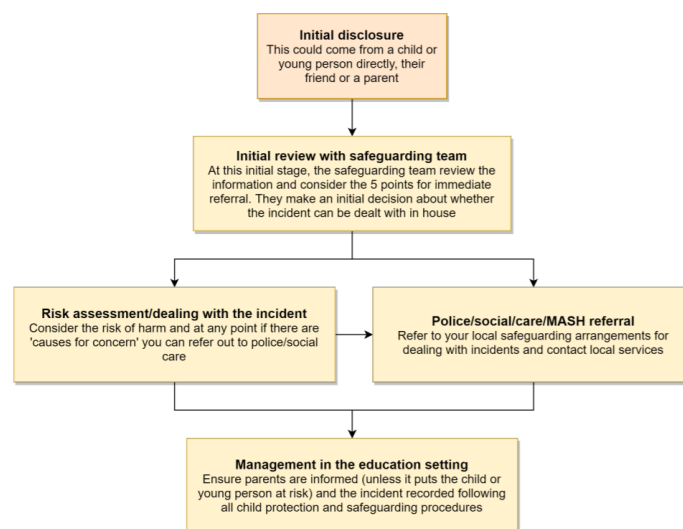 Initial disclosure
This could come from a child or
young person directly, their
friend or a parent
Initial review with safeguarding team
At this initial stage, the safeguarding team review the
information and consider the 5 points for immediate
referral. They make an initial decision about whether
the incident can be dealt with in house
Risk assessment/dealing with the incident
Consider the risk of harm and at any point if there are
'causes for concern' you can refer out to police/social
care
Police/social/care/MASH referral
Refer to your local safeguarding arrangements for
dealing with incidents and contact local services
Management in the education setting
Ensure parents are informed (unless it puts the child or
young person at risk) and the incident recorded following
all child protection and safeguarding procedures